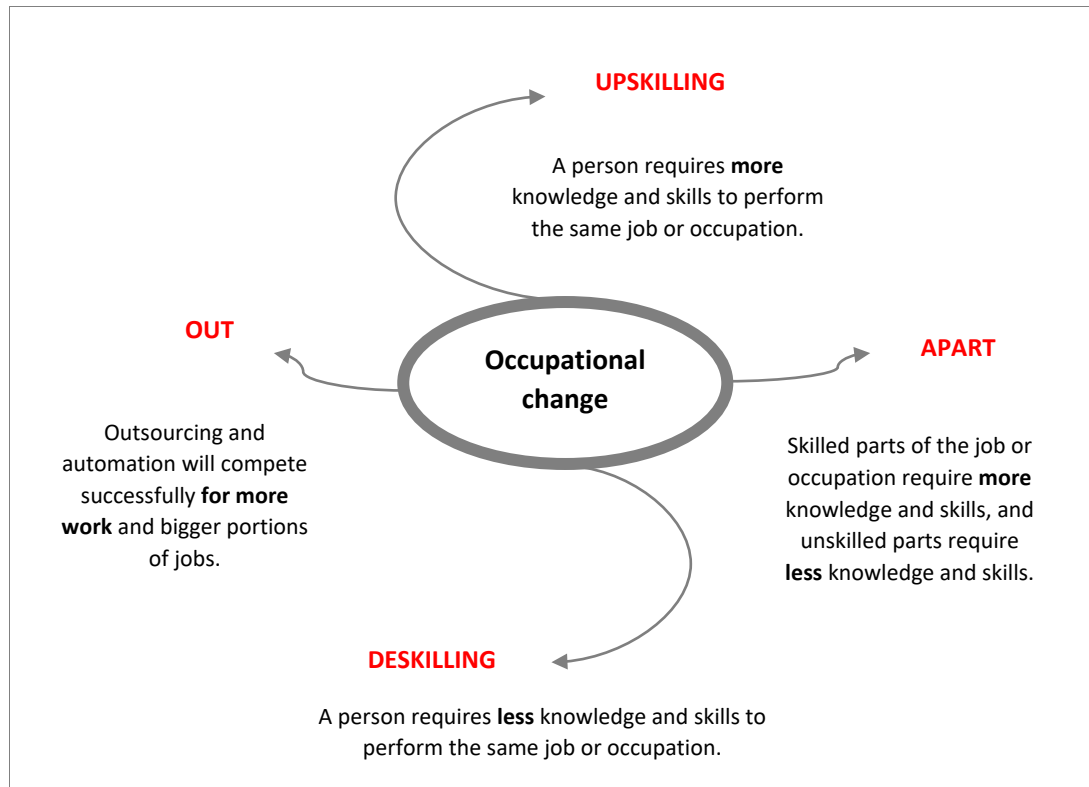 UPSKILLING
A person requires more
knowledge and skills to perform
the same job or occupation.
OUT
Outsourcing and
automation will compete
successfully for more
work and bigger portions
of jobs.
Occupational
change
APART
Skilled parts of the job or
occupation require more
knowledge and skills, and
unskilled parts require
less knowledge and skills.
DESKILLING
A person requires less knowledge and skills to
perform the same job or occupation.